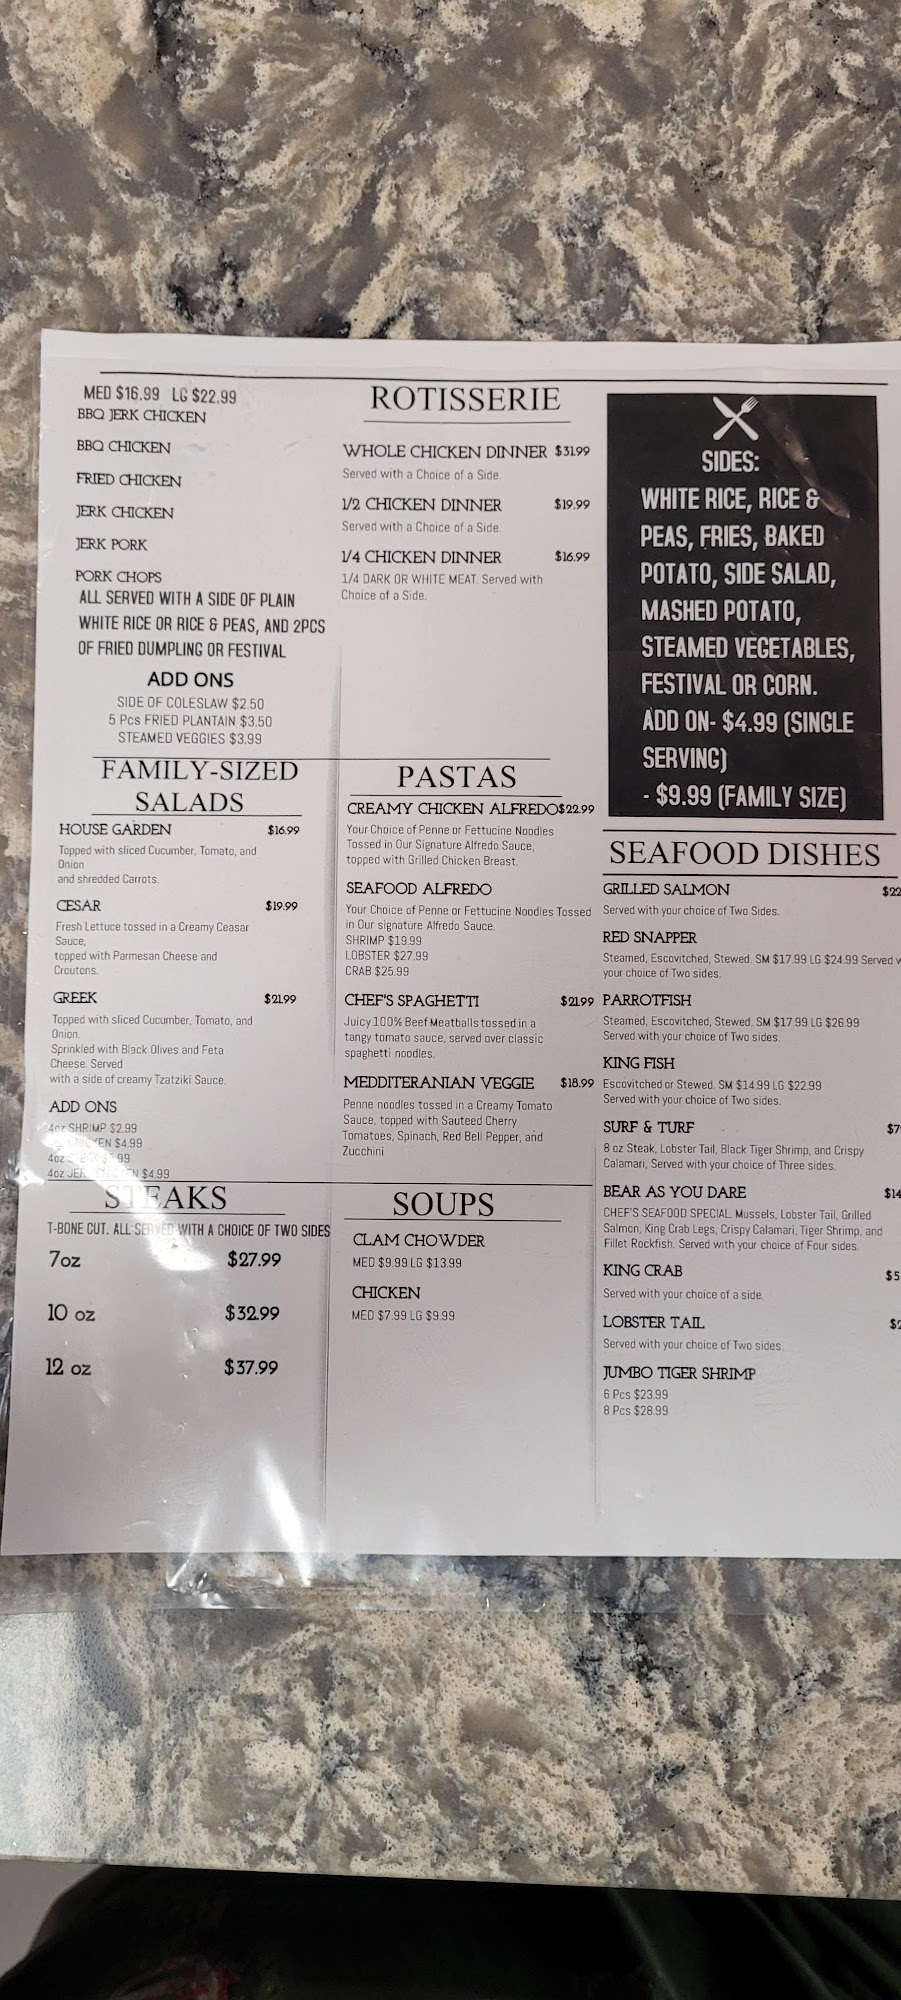 MED $16.99 LG $22.99
BBQ JERK CHICKEN
BBQ CHICKEN
FRIED CHICKEN
JERK CHICKEN
JERK PORK
PORK CHOPS
ALL SERVED WITH A SIDE OF PLAIN
WHITE RICE OR RICE & PEAS, AND 2PCS
OF FRIED DUMPLING OR FESTIVAL
ADD ONS
SIDE OF COLESLAW $2.50
5 Pcs FRIED PLANTAIN $3.50
STEAMED VEGGIES $3.99
FAMILY-SIZED
SALADS
HOUSE GARDEN $16.99
Topped with sliced Cucumber, Tomato, and
Onion
and shredded Carrots.
CESAR $19.99
Fresh Lettuce tossed in a Creamy Ceasar
Sauce,
topped with Parmesan Cheese and
Croutons.
GREEK $21.99
Topped with sliced Cucumber, Tomato, and
Onion.
Sprinkled with Black Olives and Feta
Cheese. Served
with a side of creamy Tzatziki Sauce.
ADD ONS
4oz SHRIMP $2.99
$4.99
4oz
4oz $4.99
STEAKS
T-BONE CUT. ALL SERVED WITH A CHOICE OF TWO SIDES
7oz $27.99
10 oz $32.99
12 oz $37.99
ROTISSERIE
WHOLE CHICKEN DINNER $31.99
Served with a Choice of a Side.
1/2 CHICKEN DINNER $19.99
Served with a Choice of a Side.
1/4 CHICKEN DINNER $16.99
1/4 DARK OR WHITE MEAT. Served with
Choice of a Side.
PASTAS
CREAMY CHICKEN ALFREDO $22.99
Your Choice of Penne or Fettucine Noodles
Tossed in Our Signature Alfredo Sauce,
topped with Grilled Chicken Breast.
SEAFOOD ALFREDO
Your Choice of Penne or Fettucine Noodles Tossed
in Our signature Alfredo Sauce.
SHRIMP $19.99
LOBSTER $27.99
CRAB $25.99
CHEF'S SPAGHETTI $21.99
Juicy 100% Beef Meatballs tossed in a
tangy tomato sauce, served over classic
spaghetti noodles.
MEDDITERANIAN VEGGIE $18.99
Penne noodles tossed in a Creamy Tomato
Sauce, topped with Sauteed Cherry
Tomatoes, Spinach, Red Bell Pepper, and
Zucchini
SOUPS
CLAM CHOWDER
MED $9.99 LG $13.99
CHICKEN
MED $7.99 LG $9.99
SIDES:
WHITE RICE, RICE &
PEAS, FRIES, BAKED
POTATO, SIDE SALAD,
MASHED POTATO,
STEAMED VEGETABLES,
FESTIVAL OR CORN.
ADD ON- $4.99 (SINGLE
SERVING)
- $9.99 (FAMILY SIZE)
SEAFOOD DISHES
GRILLED SALMON $22
Served with your choice of Two Sides.
RED SNAPPER
Steamed, Escovitched, Stewed. SM $17.99 LG $24.99 Served
your choice of Two sides.
PARROTFISH
Steamed, Escovitched, Stewed. SM $17.99 LG $26.99
Served with your choice of Two sides.
KING FISH
Escovitched or Stewed. SM $14.99 LG $22.99
Served with your choice of Two sides.
SURF & TURF $7
8 oz Steak, Lobster Tail, Black Tiger Shrimp, and Crispy
Calamari, Served with your choice of Three sides.
BEAR AS YOU DARE $14
CHEF'S SEAFOOD SPECIAL. Mussels, Lobster Tail, Grilled
Salmon, King Crab Legs, Crispy Calamari, Tiger Shrimp, and
Fillet Rockfish. Served with your choice of Four sides.
KING CRAB $5
Served with your choice of a side.
LOBSTER TAIL
Served with your choice of Two sides.
JUMBO TIGER SHRIMP
6 Pcs $23.99
8 Pcs $28.99